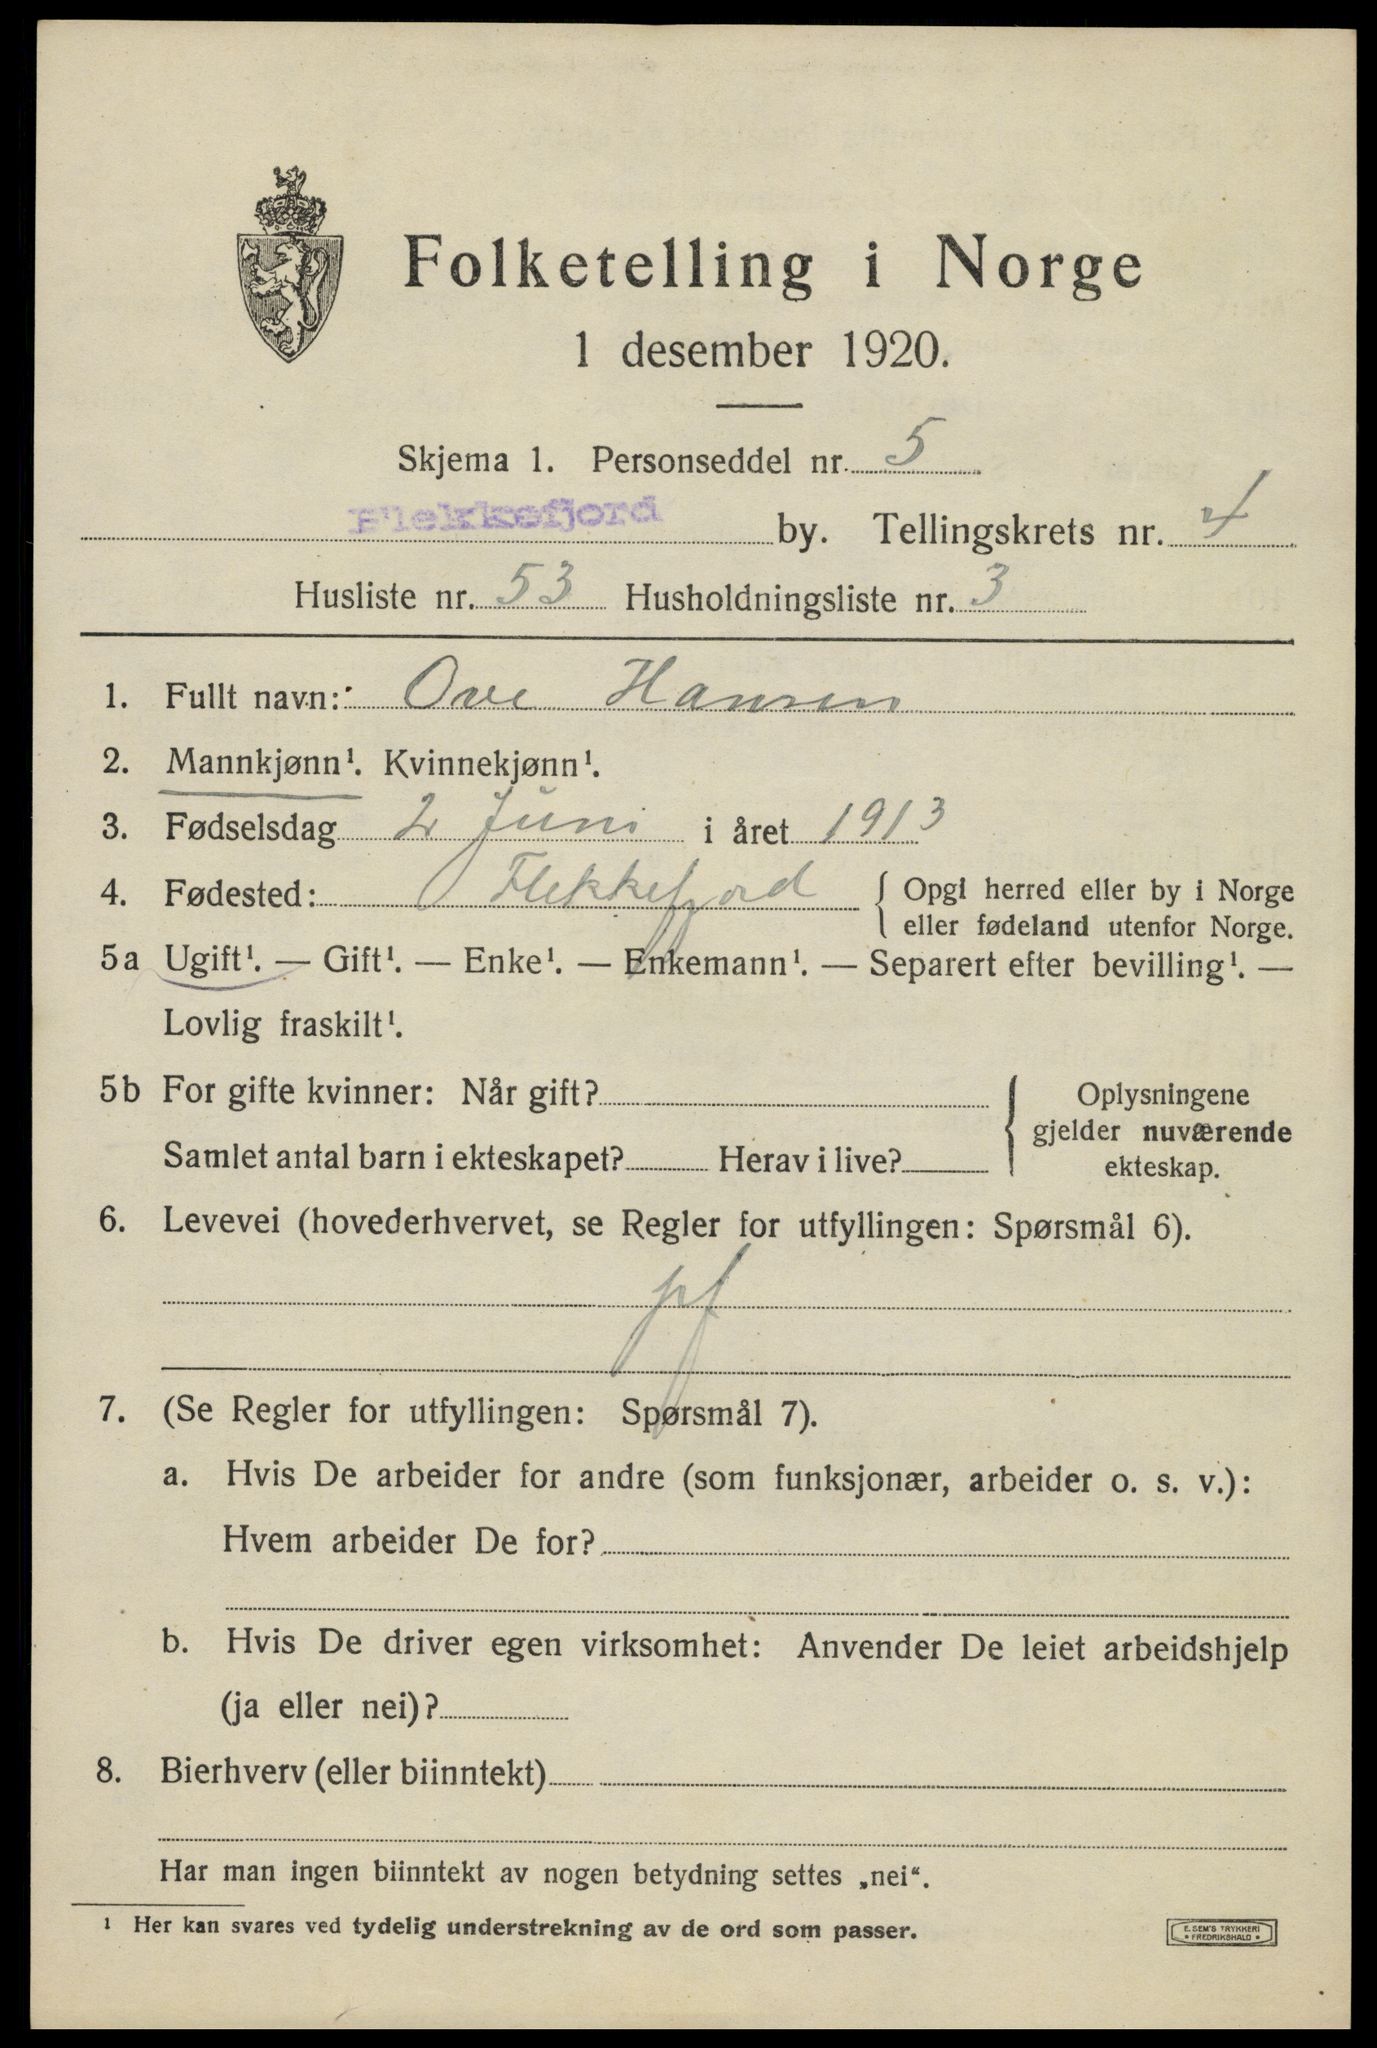 Folketelling i Norge
1 desember 1920.
Skjema 1. Personseddel nr. 5
Flekkefjord by. Tellingskrets nr. 4
Husliste nr. 53 Husholdningsliste nr. 3
1. Fullt navn: Ove Hansen
2. Mannkjønn¹. Kvinnekjønn¹.
3. Fødselsdag 2 Juni i året 1913
4. Fødested: Flekkefjord { Opgi herred eller by i Norge
eller fødeland utenfor Norge.
5a Ugift¹. — Gift¹. — Enke¹. — Enkemann¹. — Separert efter bevilling¹. —
Lovlig fraskilt¹.
5b For gifte kvinner: Når gift? { Oplysningene
gjelder nuværende
Samlet antal barn i ekteskapet? Herav i live?
ekteskap.
6. Levevei (hovederhvervet, se Regler for utfyllingen: Spørsmål 6).
pf
7. (Se Regler for utfyllingen: Spørsmål 7).
a. Hvis De arbeider for andre (som funksjonær, arbeider o. s. v.):
Hvem arbeider De for?
b. Hvis De driver egen virksomhet: Anvender De leiet arbeidshjelp
(ja eller nei)?
8. Bierhverv (eller biinntekt)
Har man ingen biinntekt av nogen betydning settes „nei“.
¹ Her kan svares ved tydelig understrekning av de ord som passer.
E. SEM'S TRYKKERI
* FREDRIKSHALD *